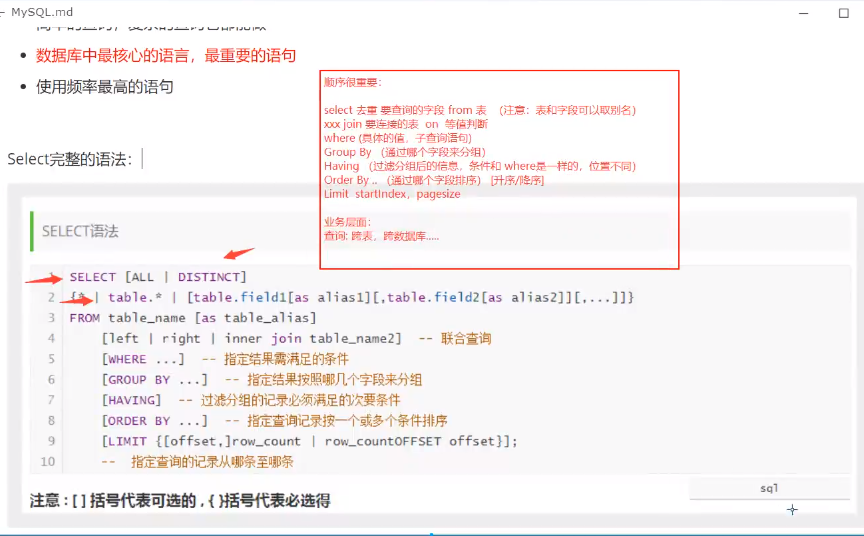 MySQL.md
简单的查询，复杂的查询它都能做
数据库中最核心的语言，最重要的语句
使用频率最高的语句
顺序很重要：
select 去重 要查询的字段 from 表 （注意：表和字段可以取别名）
xxx join 要连接的表 on 等值判断
where (具体的值，子查询语句)
Group By （通过哪个字段来分组）
Having （过滤分组后的信息，条件和 where是一样的，位置不同）
Order By .. （通过哪个字段排序） [升序/降序]
Limit startIndex，pagesize
业务层面：
查询: 跨表，跨数据库.....
Select完整的语法：
SELECT语法
1 SELECT [ALL | DISTINCT]
2 {* | table.* | [table.field1[as alias1][,table.field2[as alias2]][,...]]}
3 FROM table_name [as table_alias]
4 [left | right | inner join table_name2] -- 联合查询
5 [WHERE ...] -- 指定结果需满足的条件
6 [GROUP BY ...] -- 指定结果按照哪几个字段来分组
7 [HAVING] -- 过滤分组的记录必须满足的次要条件
8 [ORDER BY ...] -- 指定查询记录按一个或多个条件排序
9 [LIMIT {[offset,]row_count | row_countOFFSET offset}];
10 -- 指定查询的记录从哪条至哪条
sql
注意 : [ ] 括号代表可选的 , { }括号代表必选得